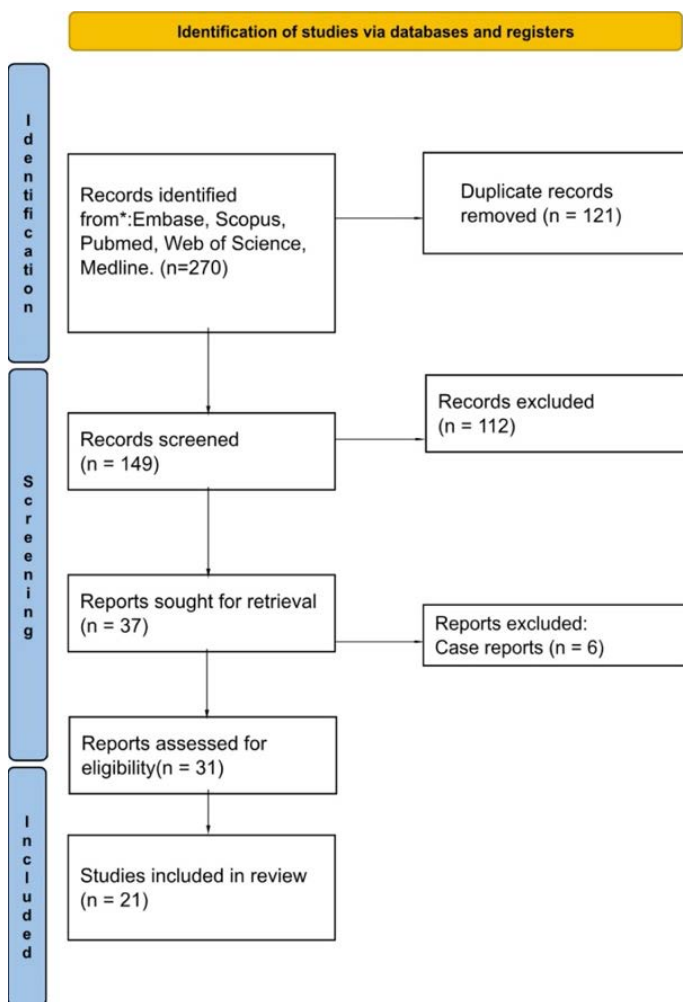 Identification of studies via databases and registers
Identification
Records identified
from*:Embase, Scopus,
Pubmed, Web of Science,
Medline. (n=270)
Duplicate records
removed (n = 121)
Screening
Records screened
(n = 149)
Records excluded
(n = 112)
Reports sought for retrieval
(n = 37)
Reports excluded:
Case reports (n = 6)
Reports assessed for
eligibility(n = 31)
Included
Studies included in review
(n = 21)